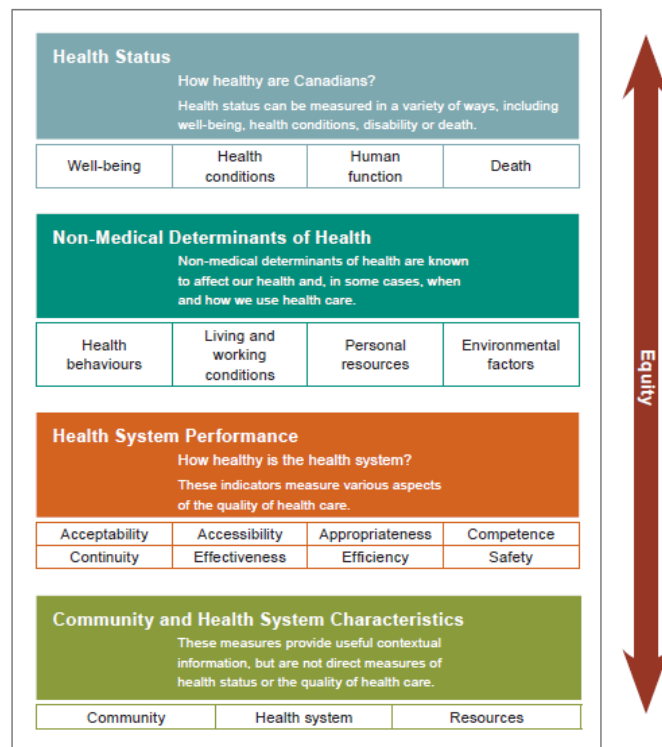 Health Status
How healthy are Canadians?
Health status can be measured in a variety of ways, including
well-being, health conditions, disability or death.
Well-being
Health
conditions
Human
function
Death
Non-Medical Determinants of Health
Non-medical determinants of health are known
to affect our health and, in some cases, when
and how we use health care.
Health
behaviours
Living and
working
conditions
Personal
resources
Environmental
factors
Health System Performance
How healthy is the health system?
These indicators measure various aspects
of the quality of health care.
Acceptability
Accessibility
Appropriateness
Competence
Continuity
Effectiveness
Efficiency
Safety
Community and Health System Characteristics
These measures provide useful contextual
information, but are not direct measures of
health status or the quality of health care.
Community
Health system
Resources
Equity